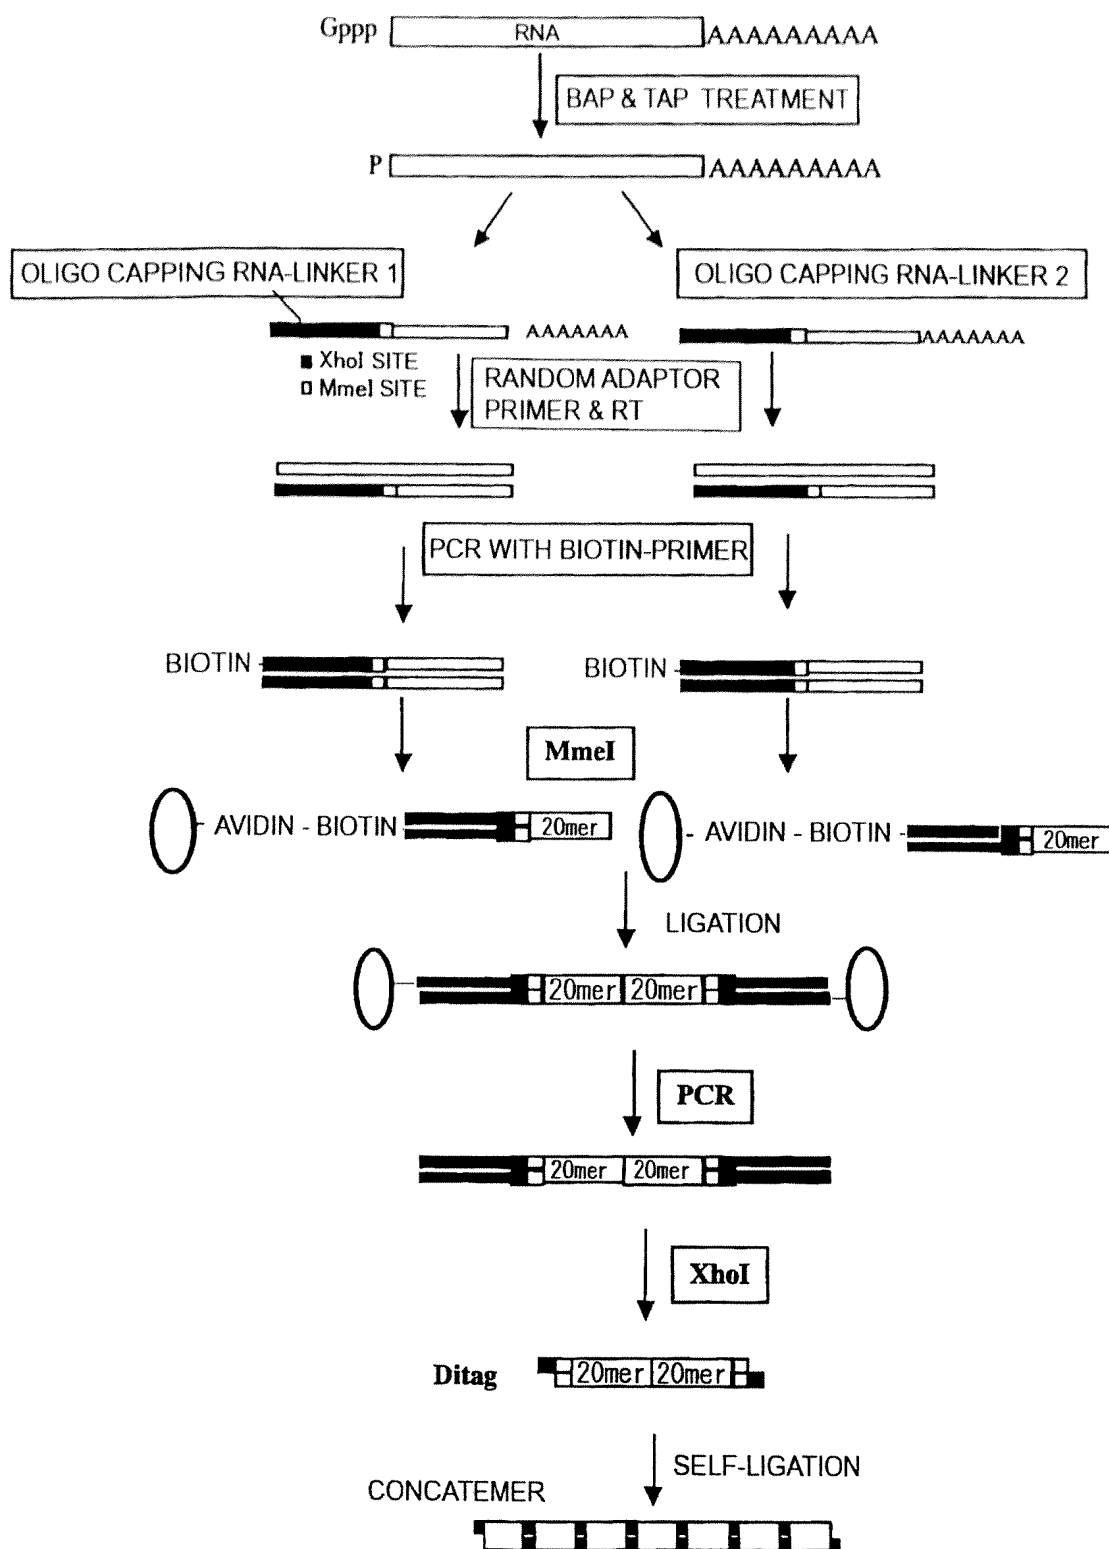 Gppp RNA AAAAAAAAA
BAP & TAP TREATMENT
P AAAAAAAAA
OLIGO CAPPING RNA-LINKER 1
OLIGO CAPPING RNA-LINKER 2
AAAAAAA
AAAAAAA
XhoI SITE
MmeI SITE
RANDOM ADAPTOR
PRIMER & RT
PCR WITH BIOTIN-PRIMER
BIOTIN
BIOTIN
MmeI
AVIDIN - BIOTIN 20mer
AVIDIN - BIOTIN 20mer
LIGATION
20mer 20mer
PCR
20mer 20mer
XhoI
Ditag 20mer 20mer
SELF-LIGATION
CONCATEMER